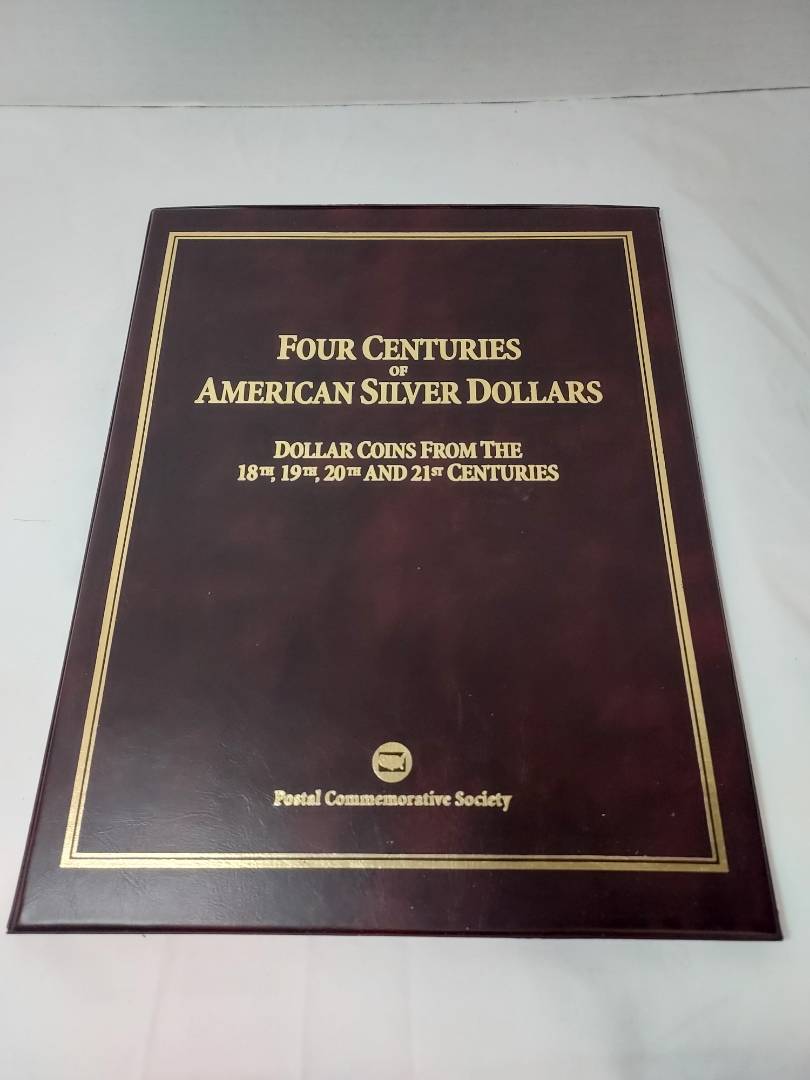 FOUR CENTURIES
OF
AMERICAN SILVER DOLLARS
DOLLAR COINS FROM THE
18TH, 19TH, 20TH AND 21ST CENTURIES
Postal Commemorative Society